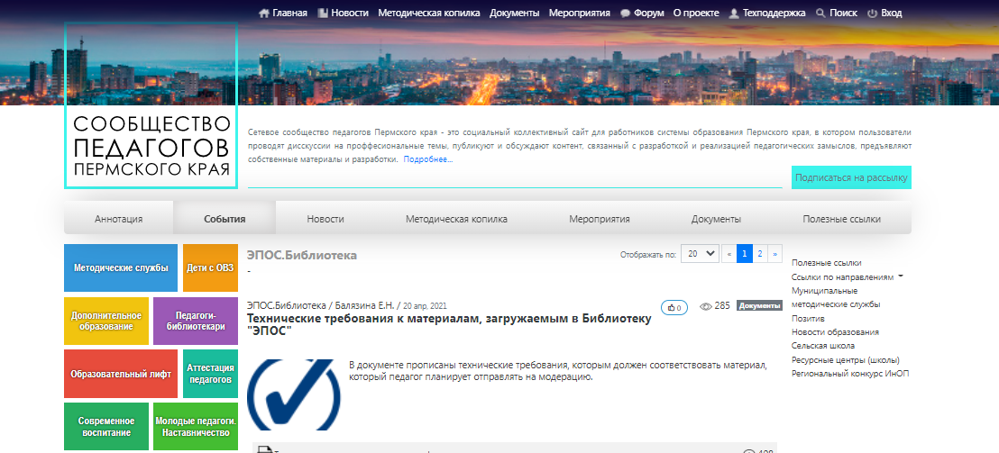 Главная Новости Методическая копилка Документы Мероприятия Форум О проекте Техподдержка Поиск Вход
СООБЩЕСТВО
ПЕДАГОГОВ
ПЕРМСКОГО КРАЯ
Сетевое сообщество педагогов Пермского края - это социальный коллективный сайт для работников системы образования Пермского края, в котором пользователи
проводят дисскуссии на проффесиональные темы, публикуют и обсуждают контент, связанный с разработкой и реализацией педагогических замыслов, предъявляют
собственные материалы и разработки. Подробнее...
Подписаться на рассылку
Аннотация События Новости Методическая копилка Мероприятия Документы Полезные ссылки
Методические службы
Дети с ОВЗ
Дополнительное
образование
Педагоги-
библиотекари
Образовательный лифт
Аттестация
педагогов
Современное
воспитание
Молодые педагоги.
Наставничество
ЭПОС.Библиотека
-
Отображать по: 20 « 1 2 »
ЭПОС.Библиотека / Балязина Е.Н. / 20 апр, 2021
0 285 Документы
Технические требования к материалам, загружаемым в Библиотеку
"ЭПОС"
В документе прописаны технические требования, которым должен соответствовать материал,
который педагог планирует отправлять на модерацию.
Полезные ссылки
Ссылки по направлениям
Муниципальные
методические службы
Позитив
Новости образования
Сельская школа
Ресурсные центры (школы)
Региональный конкурс ИнОП